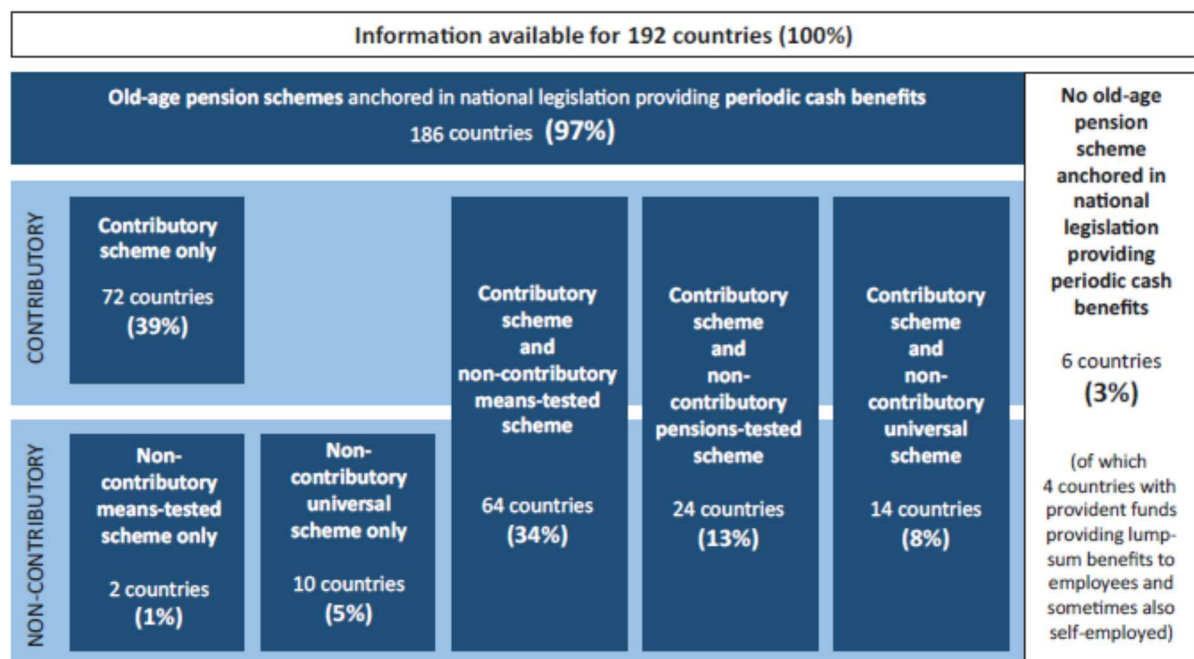 Information available for 192 countries (100%)
Old-age pension schemes anchored in national legislation providing periodic cash benefits
186 countries (97%)
No old-age
pension
scheme
anchored in
national
legislation
providing
periodic cash
benefits
6 countries
(3%)
(of which
4 countries with
provident funds
providing lump-
sum benefits to
employees and
sometimes also
self-employed)
CONTRIBUTORY
Contributory
scheme only
72 countries
(39%)
NON-CONTRIBUTORY
Non-
contributory
means-tested
scheme only
2 countries
(1%)
Non-
contributory
universal
scheme only
10 countries
(5%)
Contributory
scheme
and
non-contributory
means-tested
scheme
64 countries
(34%)
Contributory
scheme
and
non-
contributory
pensions-tested
scheme
24 countries
(13%)
Contributory
scheme
and
non-
contributory
universal
scheme
14 countries
(8%)